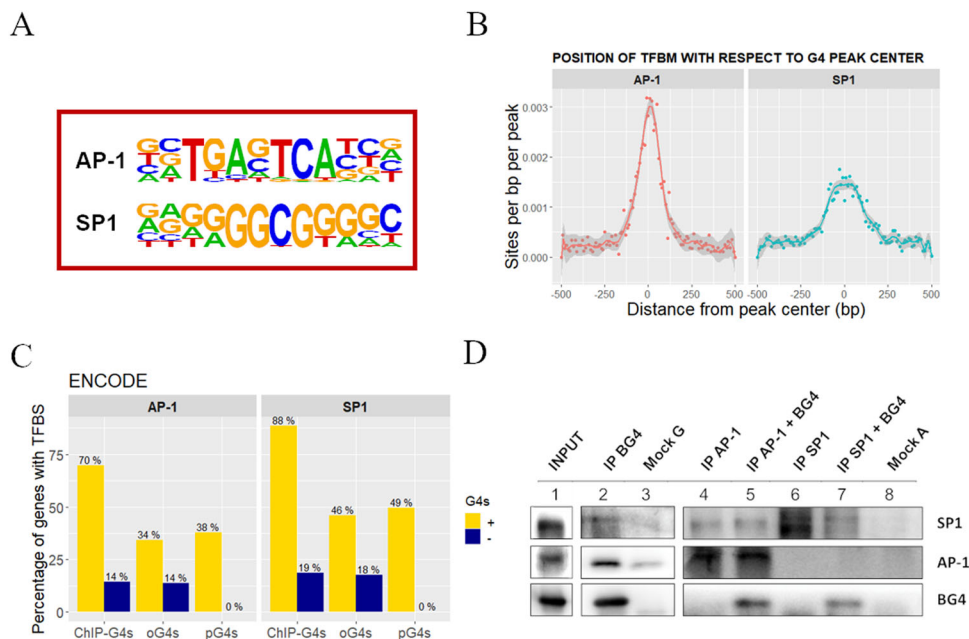 A
AP-1
SP1
B
POSITION OF TFBM WITH RESPECT TO G4 PEAK CENTER
AP-1 SP1
Sites per bp per peak
0.003
0.002
0.001
0.000
-500 -250 0 250 500 -500 -250 0 250 500
Distance from peak center (bp)
C
ENCODE
AP-1 SP1
Percentage of genes with TFBS
75
50
25
0
70 % 14 % 34 % 14 % 38 % 0 %
88 % 19 % 46 % 18 % 49 % 0 %
ChIP-G4s oG4s pG4s ChIP-G4s oG4s pG4s
G4s
+
-
D
INPUT IP BG4 Mock G IP AP-1 IP AP-1 + BG4 IP SP1 IP SP1 + BG4 Mock A
1 2 3 4 5 6 7 8
SP1
AP-1
BG4